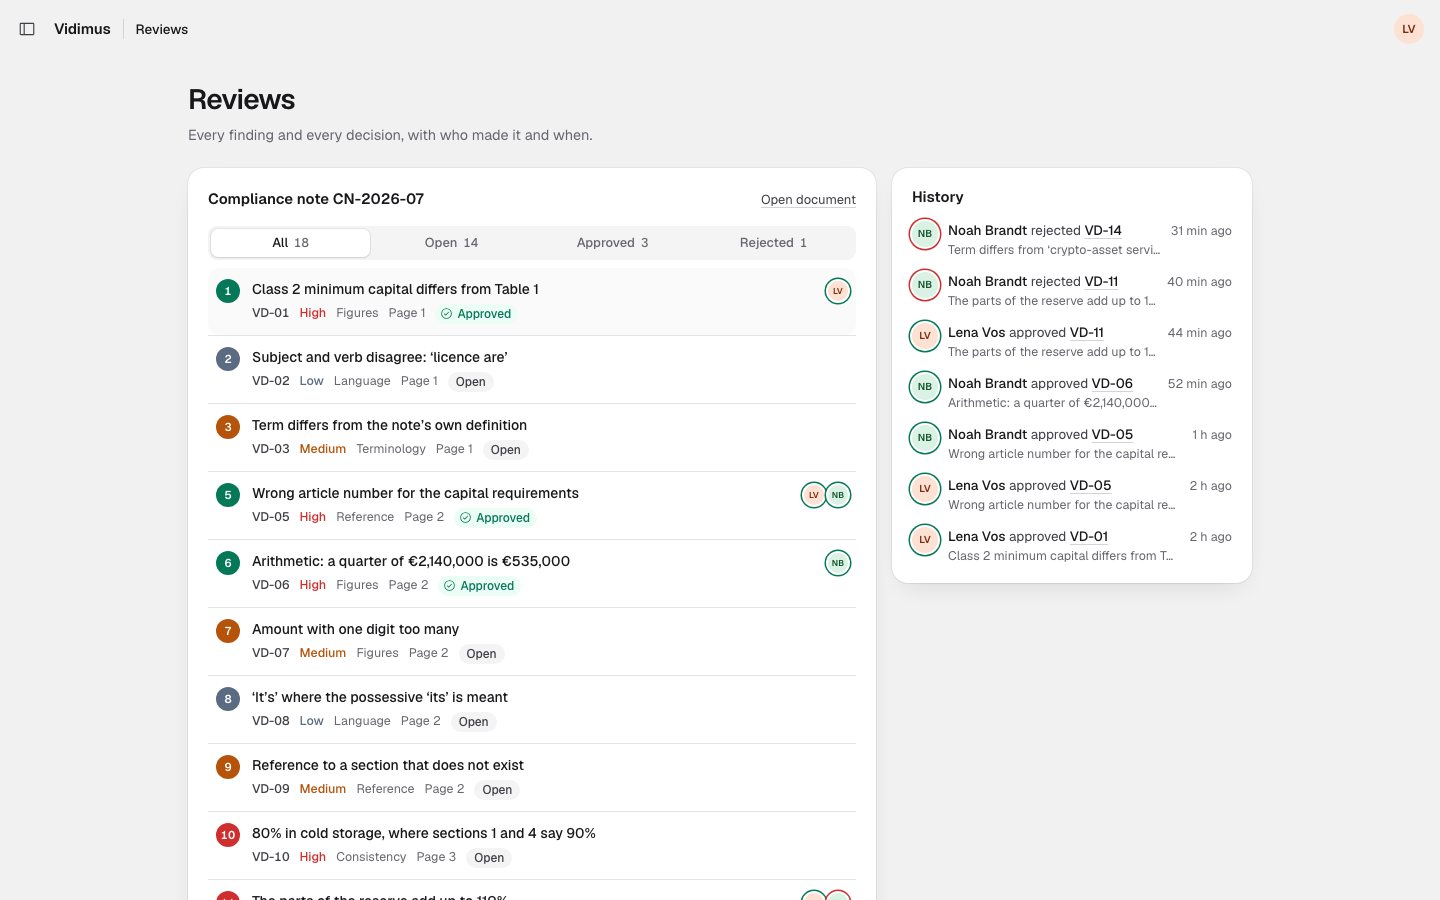 Vidimus Reviews LV
Reviews
Every finding and every decision, with who made it and when.
Compliance note CN-2026-07 Open document
All 18 Open 14 Approved 3 Rejected 1
1 Class 2 minimum capital differs from Table 1 LV
VD-01 High Figures Page 1 Approved
2 Subject and verb disagree: ‘licence are’
VD-02 Low Language Page 1 Open
3 Term differs from the note’s own definition
VD-03 Medium Terminology Page 1 Open
5 Wrong article number for the capital requirements LV NB
VD-05 High Reference Page 2 Approved
6 Arithmetic: a quarter of €2,140,000 is €535,000 NB
VD-06 High Figures Page 2 Approved
7 Amount with one digit too many
VD-07 Medium Figures Page 2 Open
8 ‘It’s’ where the possessive ‘its’ is meant
VD-08 Low Language Page 2 Open
9 Reference to a section that does not exist
VD-09 Medium Reference Page 2 Open
10 80% in cold storage, where sections 1 and 4 say 90%
VD-10 High Consistency Page 3 Open
The parts of the reserve add up to 110%
History
NB Noah Brandt rejected VD-14 31 min ago
Term differs from ‘crypto-asset servi…
NB Noah Brandt rejected VD-11 40 min ago
The parts of the reserve add up to 1…
LV Lena Vos approved VD-11 44 min ago
The parts of the reserve add up to 1…
NB Noah Brandt approved VD-06 52 min ago
Arithmetic: a quarter of €2,140,000…
NB Noah Brandt approved VD-05 1 h ago
Wrong article number for the capital re…
LV Lena Vos approved VD-05 2 h ago
Wrong article number for the capital re…
LV Lena Vos approved VD-01 2 h ago
Class 2 minimum capital differs from T…